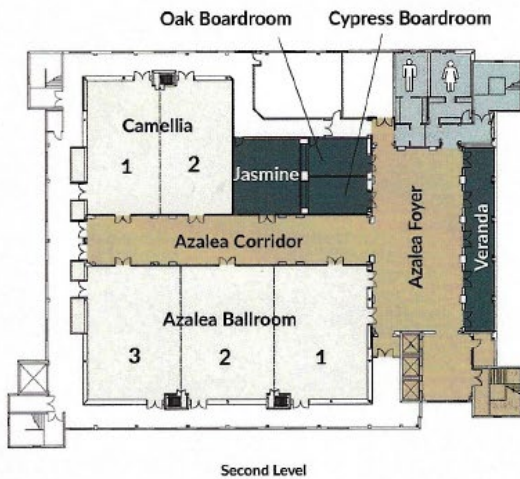 Oak Boardroom
Cypress Boardroom
Camellia
1
2
Jasmine
Azalea Corridor
Azalea Foyer
Veranda
Azalea Ballroom
3
2
1
Second Level